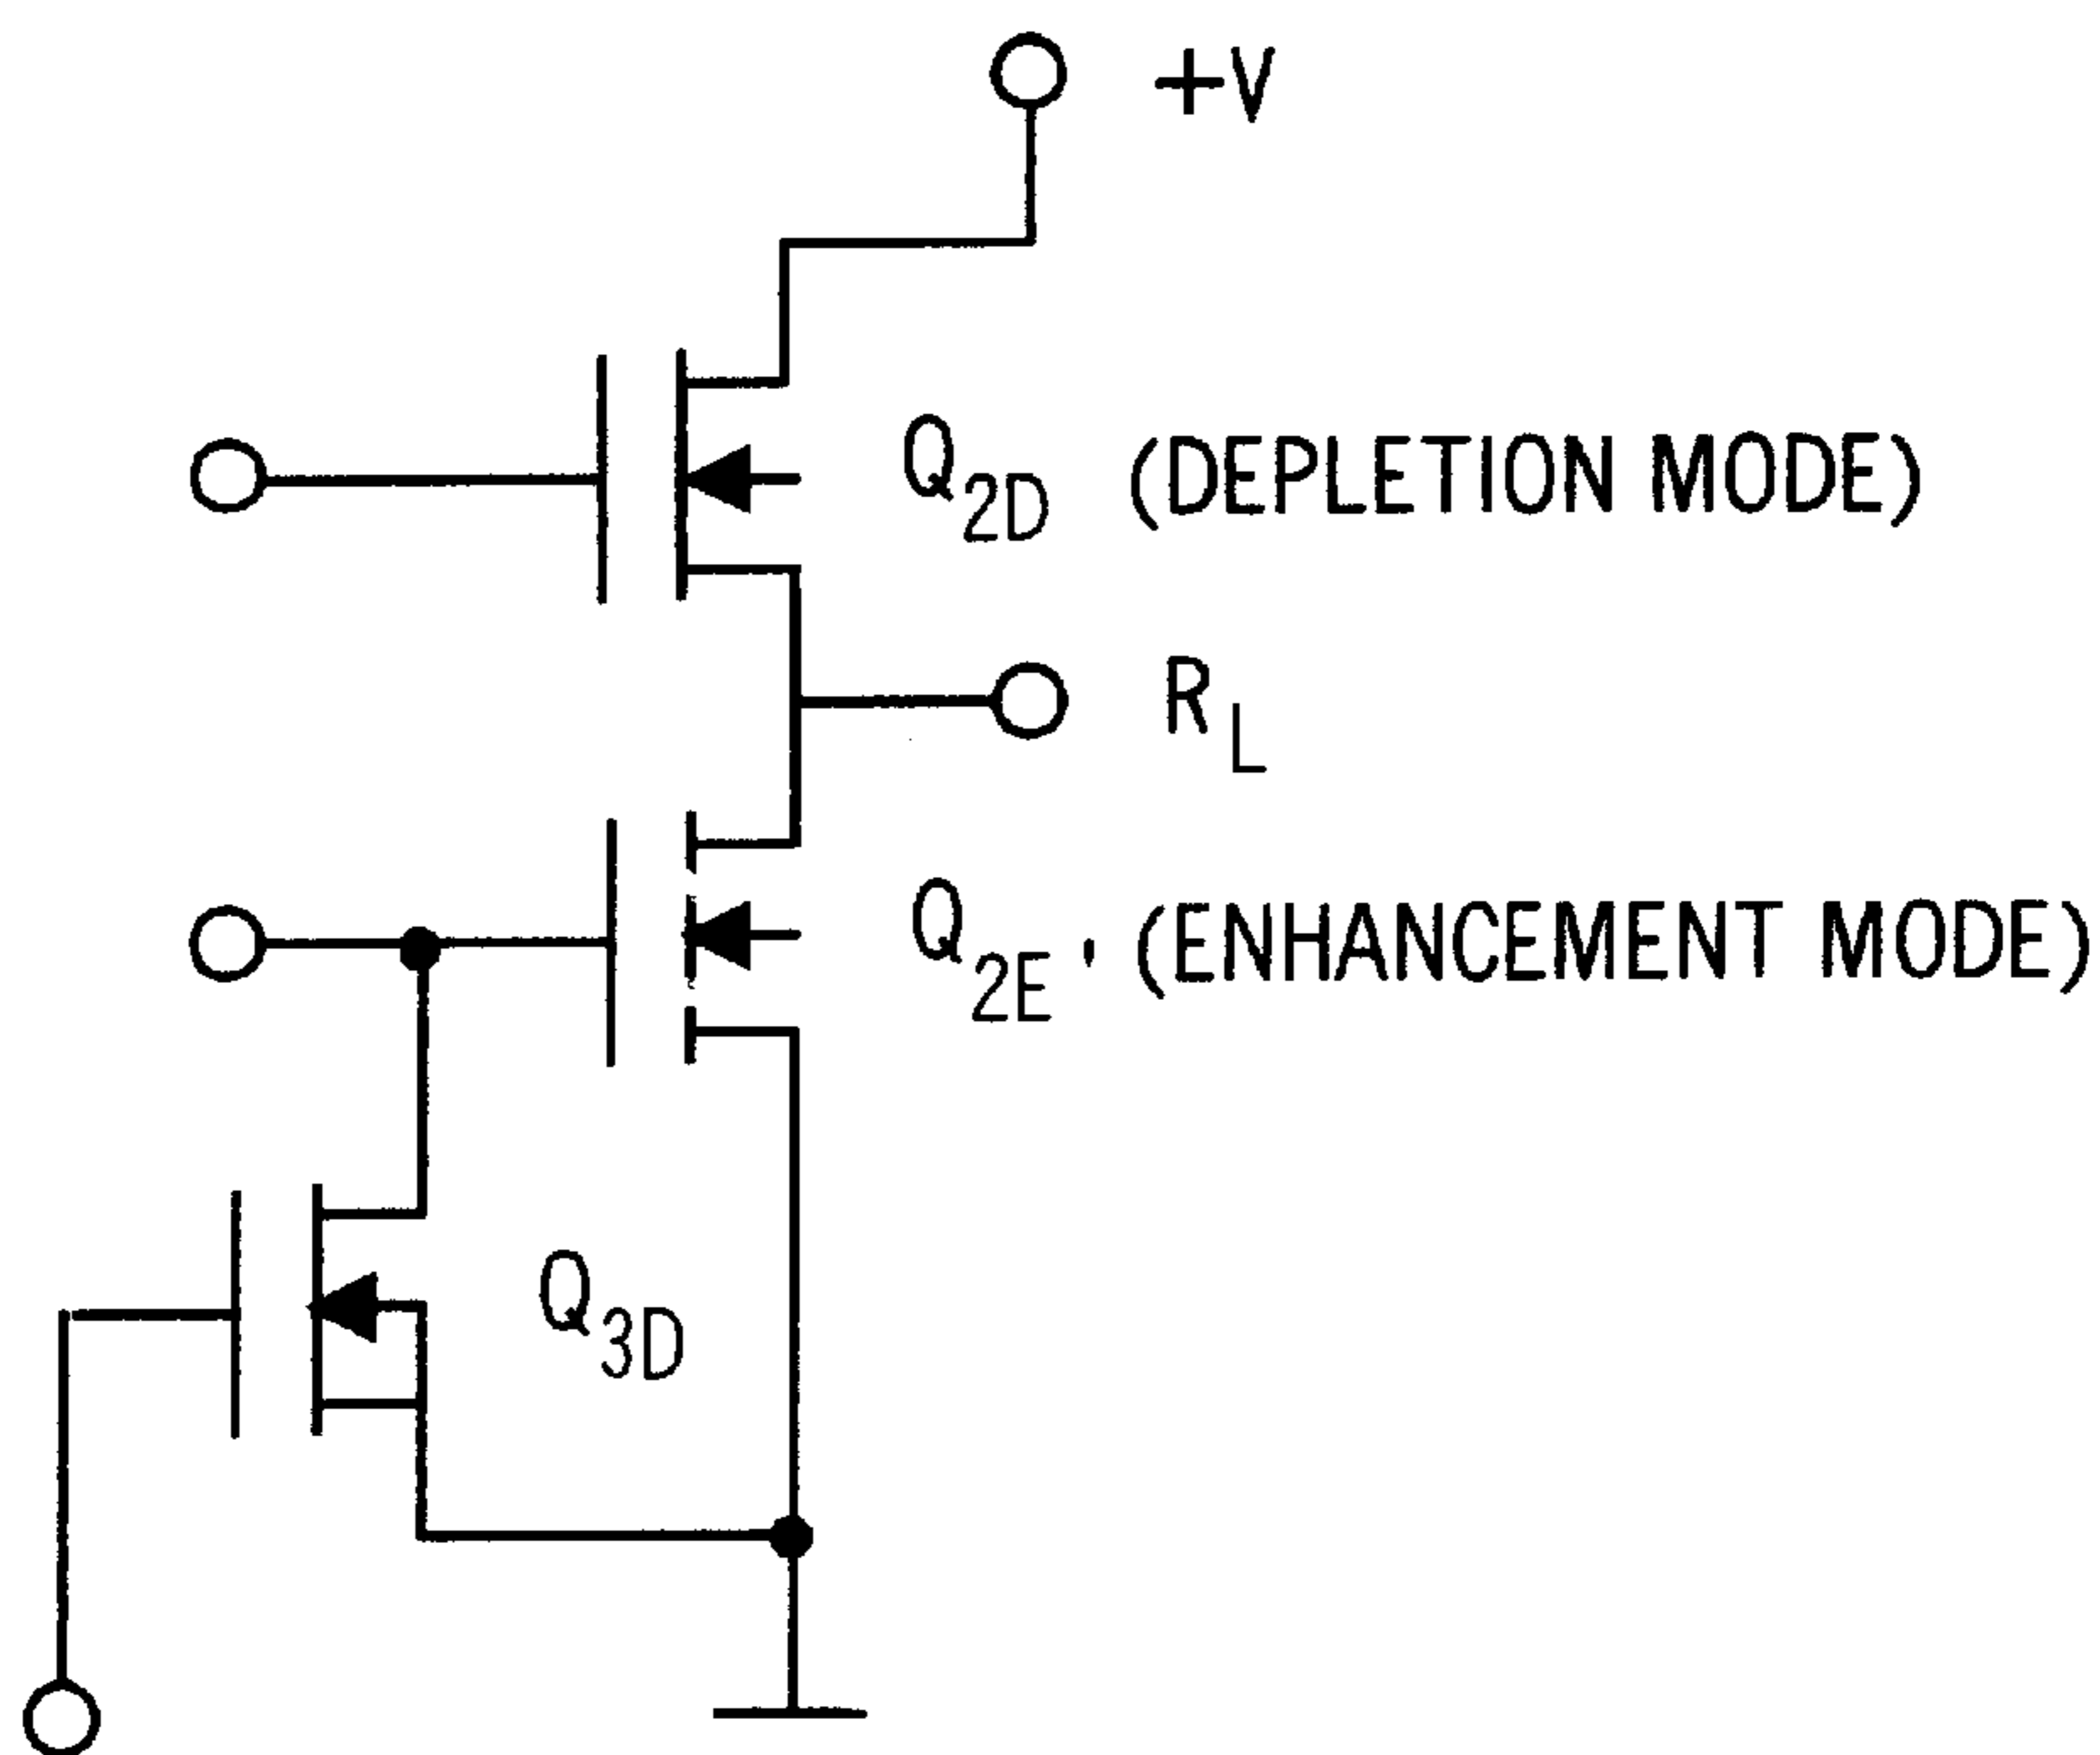 +V
Q2D (DEPLETION MODE)
RL
Q2E' (ENHANCEMENT MODE)
Q3D